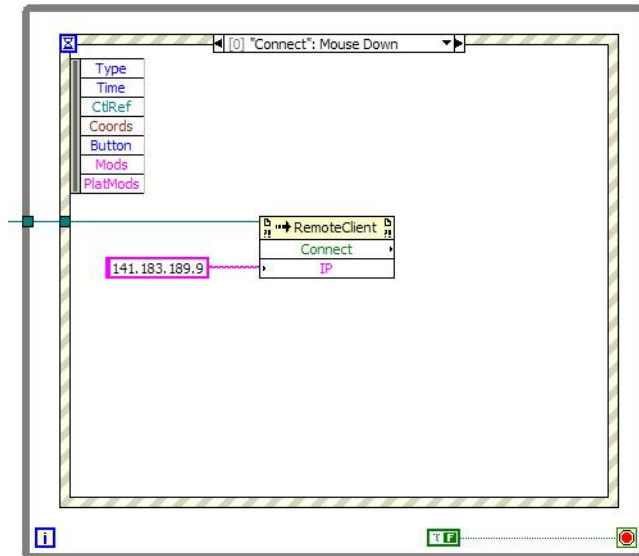 [0] "Connect": Mouse Down
Type
Time
CtlRef
Coords
Button
Mods
PlatMods
RemoteClient
Connect
141.183.189.9
IP
i
F